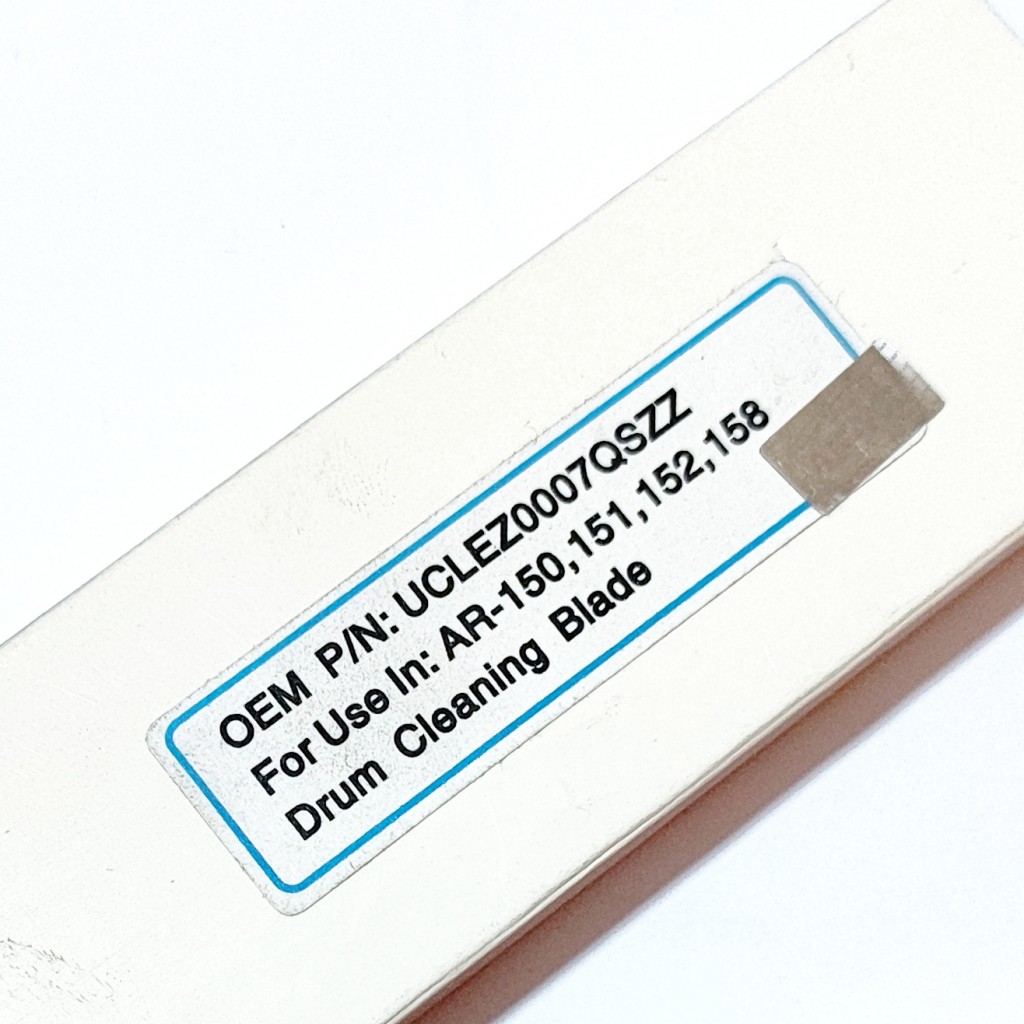 OEM P/N: UCLEZ0007QSZZ
For Use In: AR-150,151,152,158
Drum Cleaning Blade